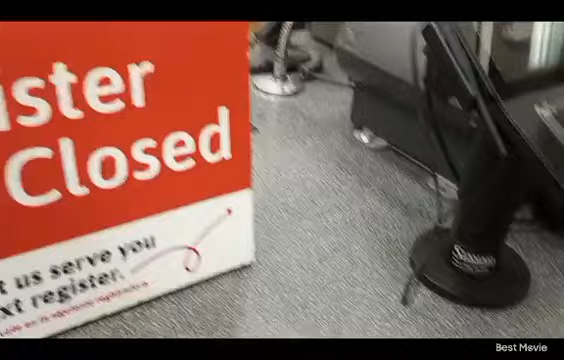 ister
Closed
t us serve you
xt register.
Best Movie